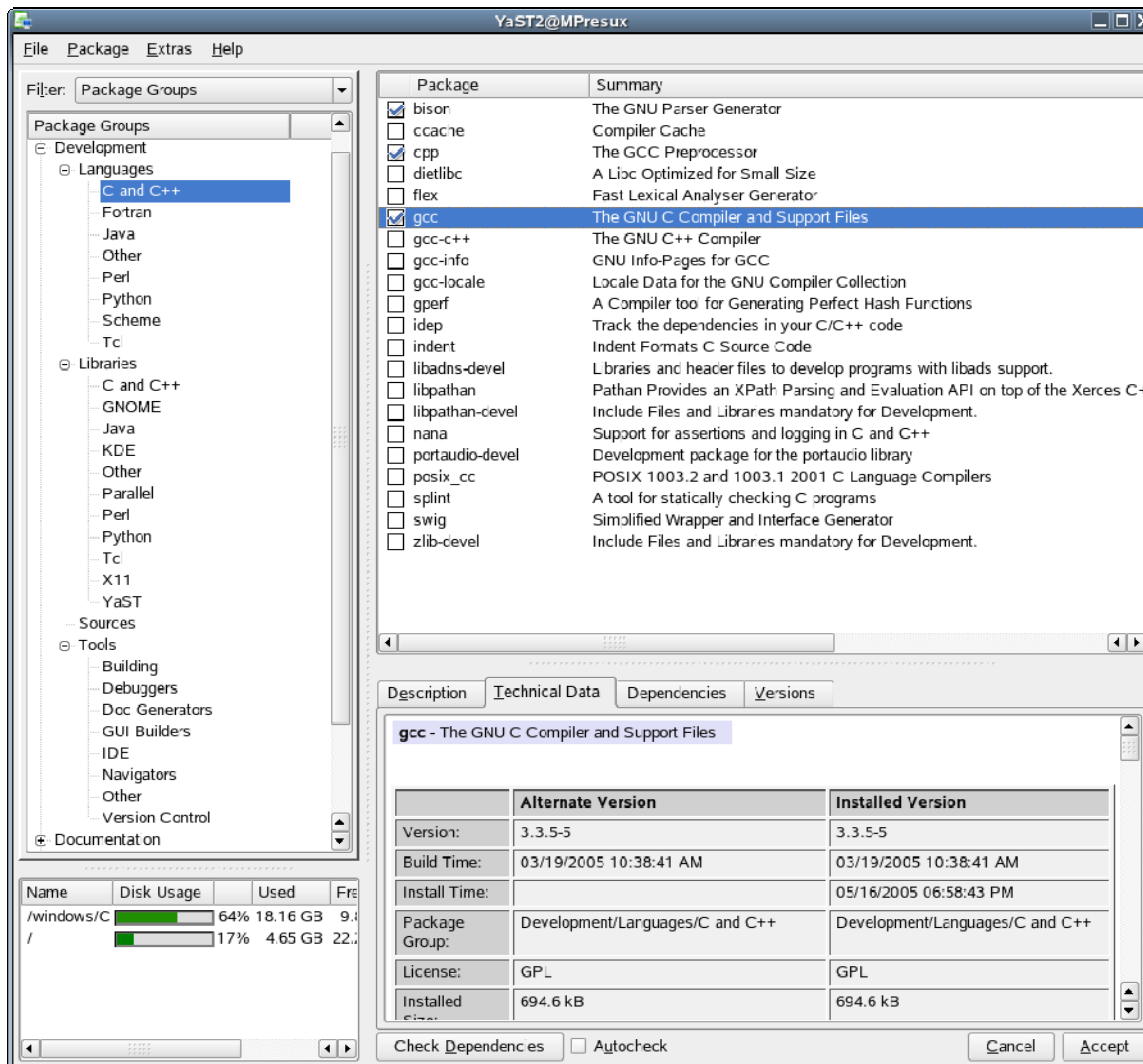 YaST2@MPresux
File Package Extras Help
Filter: Package Groups
Package Groups
Development
Languages
C and C++
Fortran
Java
Other
Perl
Python
Scheme
Tcl
Libraries
C and C++
GNOME
Java
KDE
Other
Parallel
Perl
Python
Tcl
X11
YaST
Sources
Tools
Building
Debuggers
Doc Generators
GUI Builders
IDE
Navigators
Other
Version Control
Documentation
Name Disk Usage Used Fre
/windows/C 64% 18.16 GB 9.
/ 17% 4.65 GB 22.
Package Summary
bison The GNU Parser Generator
ccache Compiler Cache
cpp The GCC Preprocessor
dietlibc A Libc Optimized for Small Size
flex Fast Lexical Analyser Generator
gcc The GNU C Compiler and Support Files
gcc-c++ The GNU C++ Compiler
gcc-info GNU Info-Pages for GCC
gcc-locale Locale Data for the GNU Compiler Collection
gperf A Compiler tool for Generating Perfect Hash Functions
idep Track the dependencies in your C/C++ code
indent Indent Formats C Source Code
libadns-devel Libraries and header files to develop programs with libads support.
libpathan Pathan Provides an XPath Parsing and Evaluation API on top of the Xerces C+
libpathan-devel Include Files and Libraries mandatory for Development.
nana Support for assertions and logging in C and C++
portaudio-devel Development package for the portaudio library
posix_cc POSIX 1003.2 and 1003.1 2001 C Language Compilers
splint A tool for statically checking C programs
swig Simplified Wrapper and Interface Generator
zlib-devel Include Files and Libraries mandatory for Development.
Description Technical Data Dependencies Versions
gcc - The GNU C Compiler and Support Files
Alternate Version Installed Version
Version: 3.3.5-5 3.3.5-5
Build Time: 03/19/2005 10:38:41 AM 03/19/2005 10:38:41 AM
Install Time: 05/16/2005 06:58:43 PM
Package Group: Development/Languages/C and C++ Development/Languages/C and C++
License: GPL GPL
Installed Size: 694.6 kB 694.6 kB
Check Dependencies Autocheck Cancel Accept